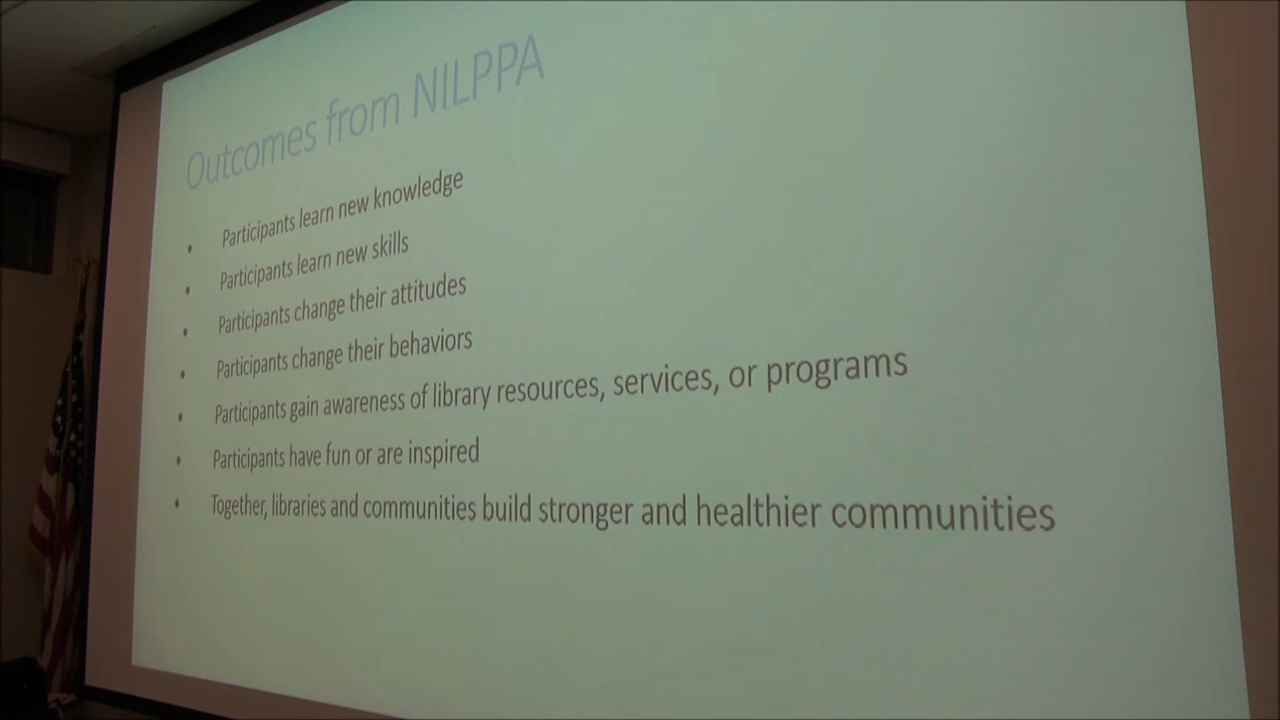 Outcomes from NILPPA
• Participants learn new knowledge
• Participants learn new skills
• Participants change their attitudes
• Participants change their behaviors
• Participants gain awareness of library resources, services, or programs
• Participants have fun or are inspired
• Together, libraries and communities build stronger and healthier communities